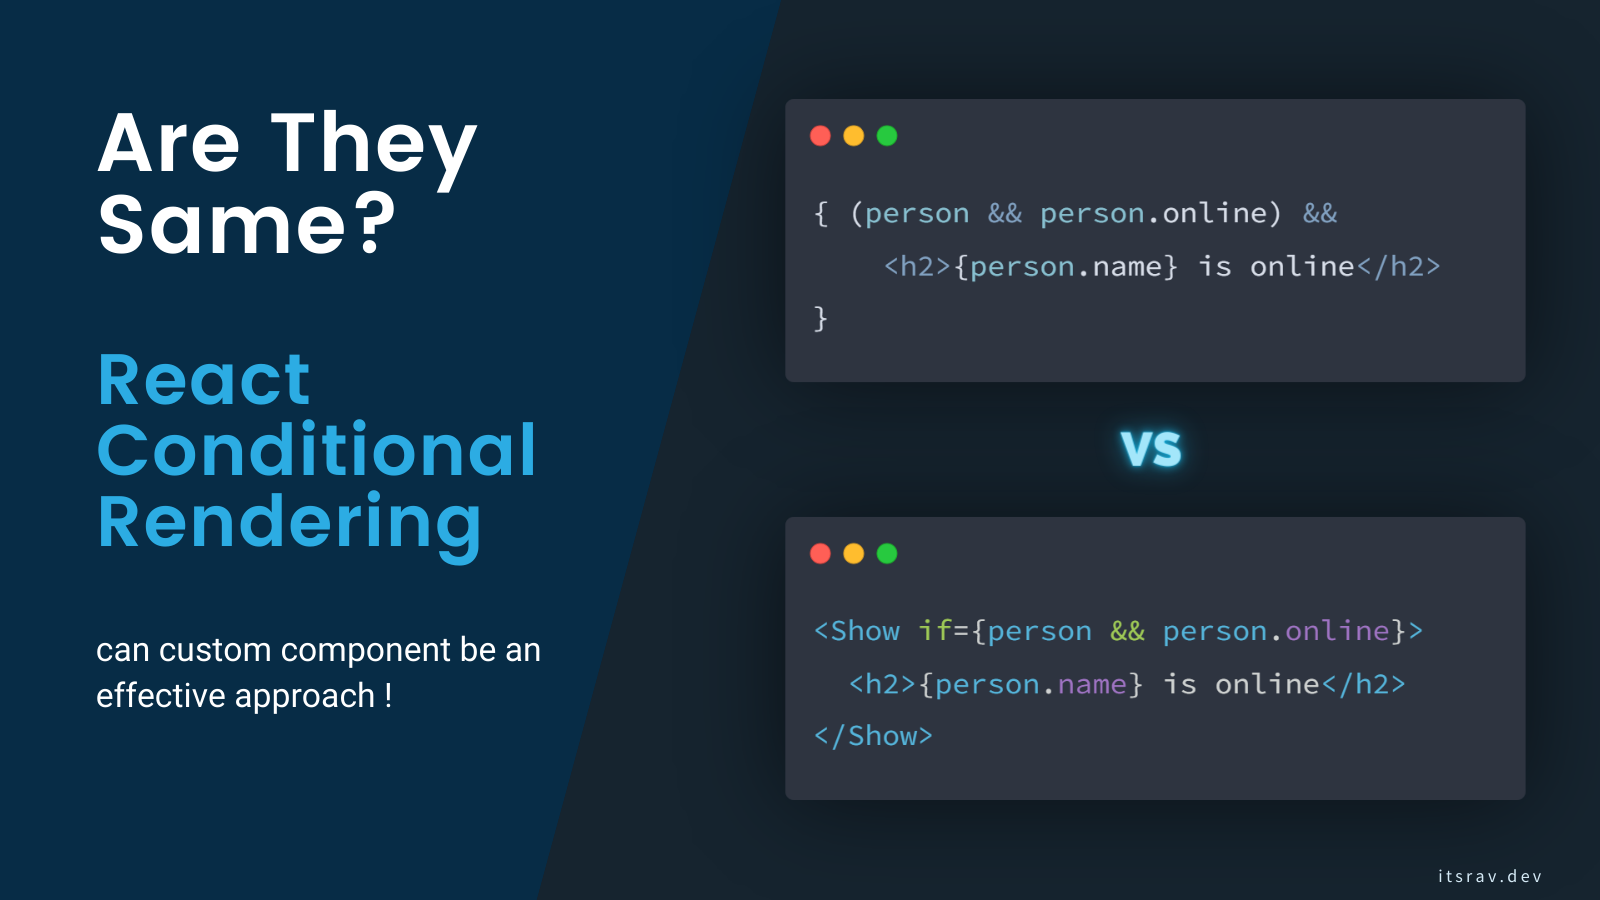 Are They
Same?
React
Conditional
Rendering
can custom component be an
effective approach !
{ (person && person.online) &&
<h2>{person.name} is online</h2>
}
VS
<Show if={person && person.online}>
<h2>{person.name} is online</h2>
</Show>
itsrav.dev